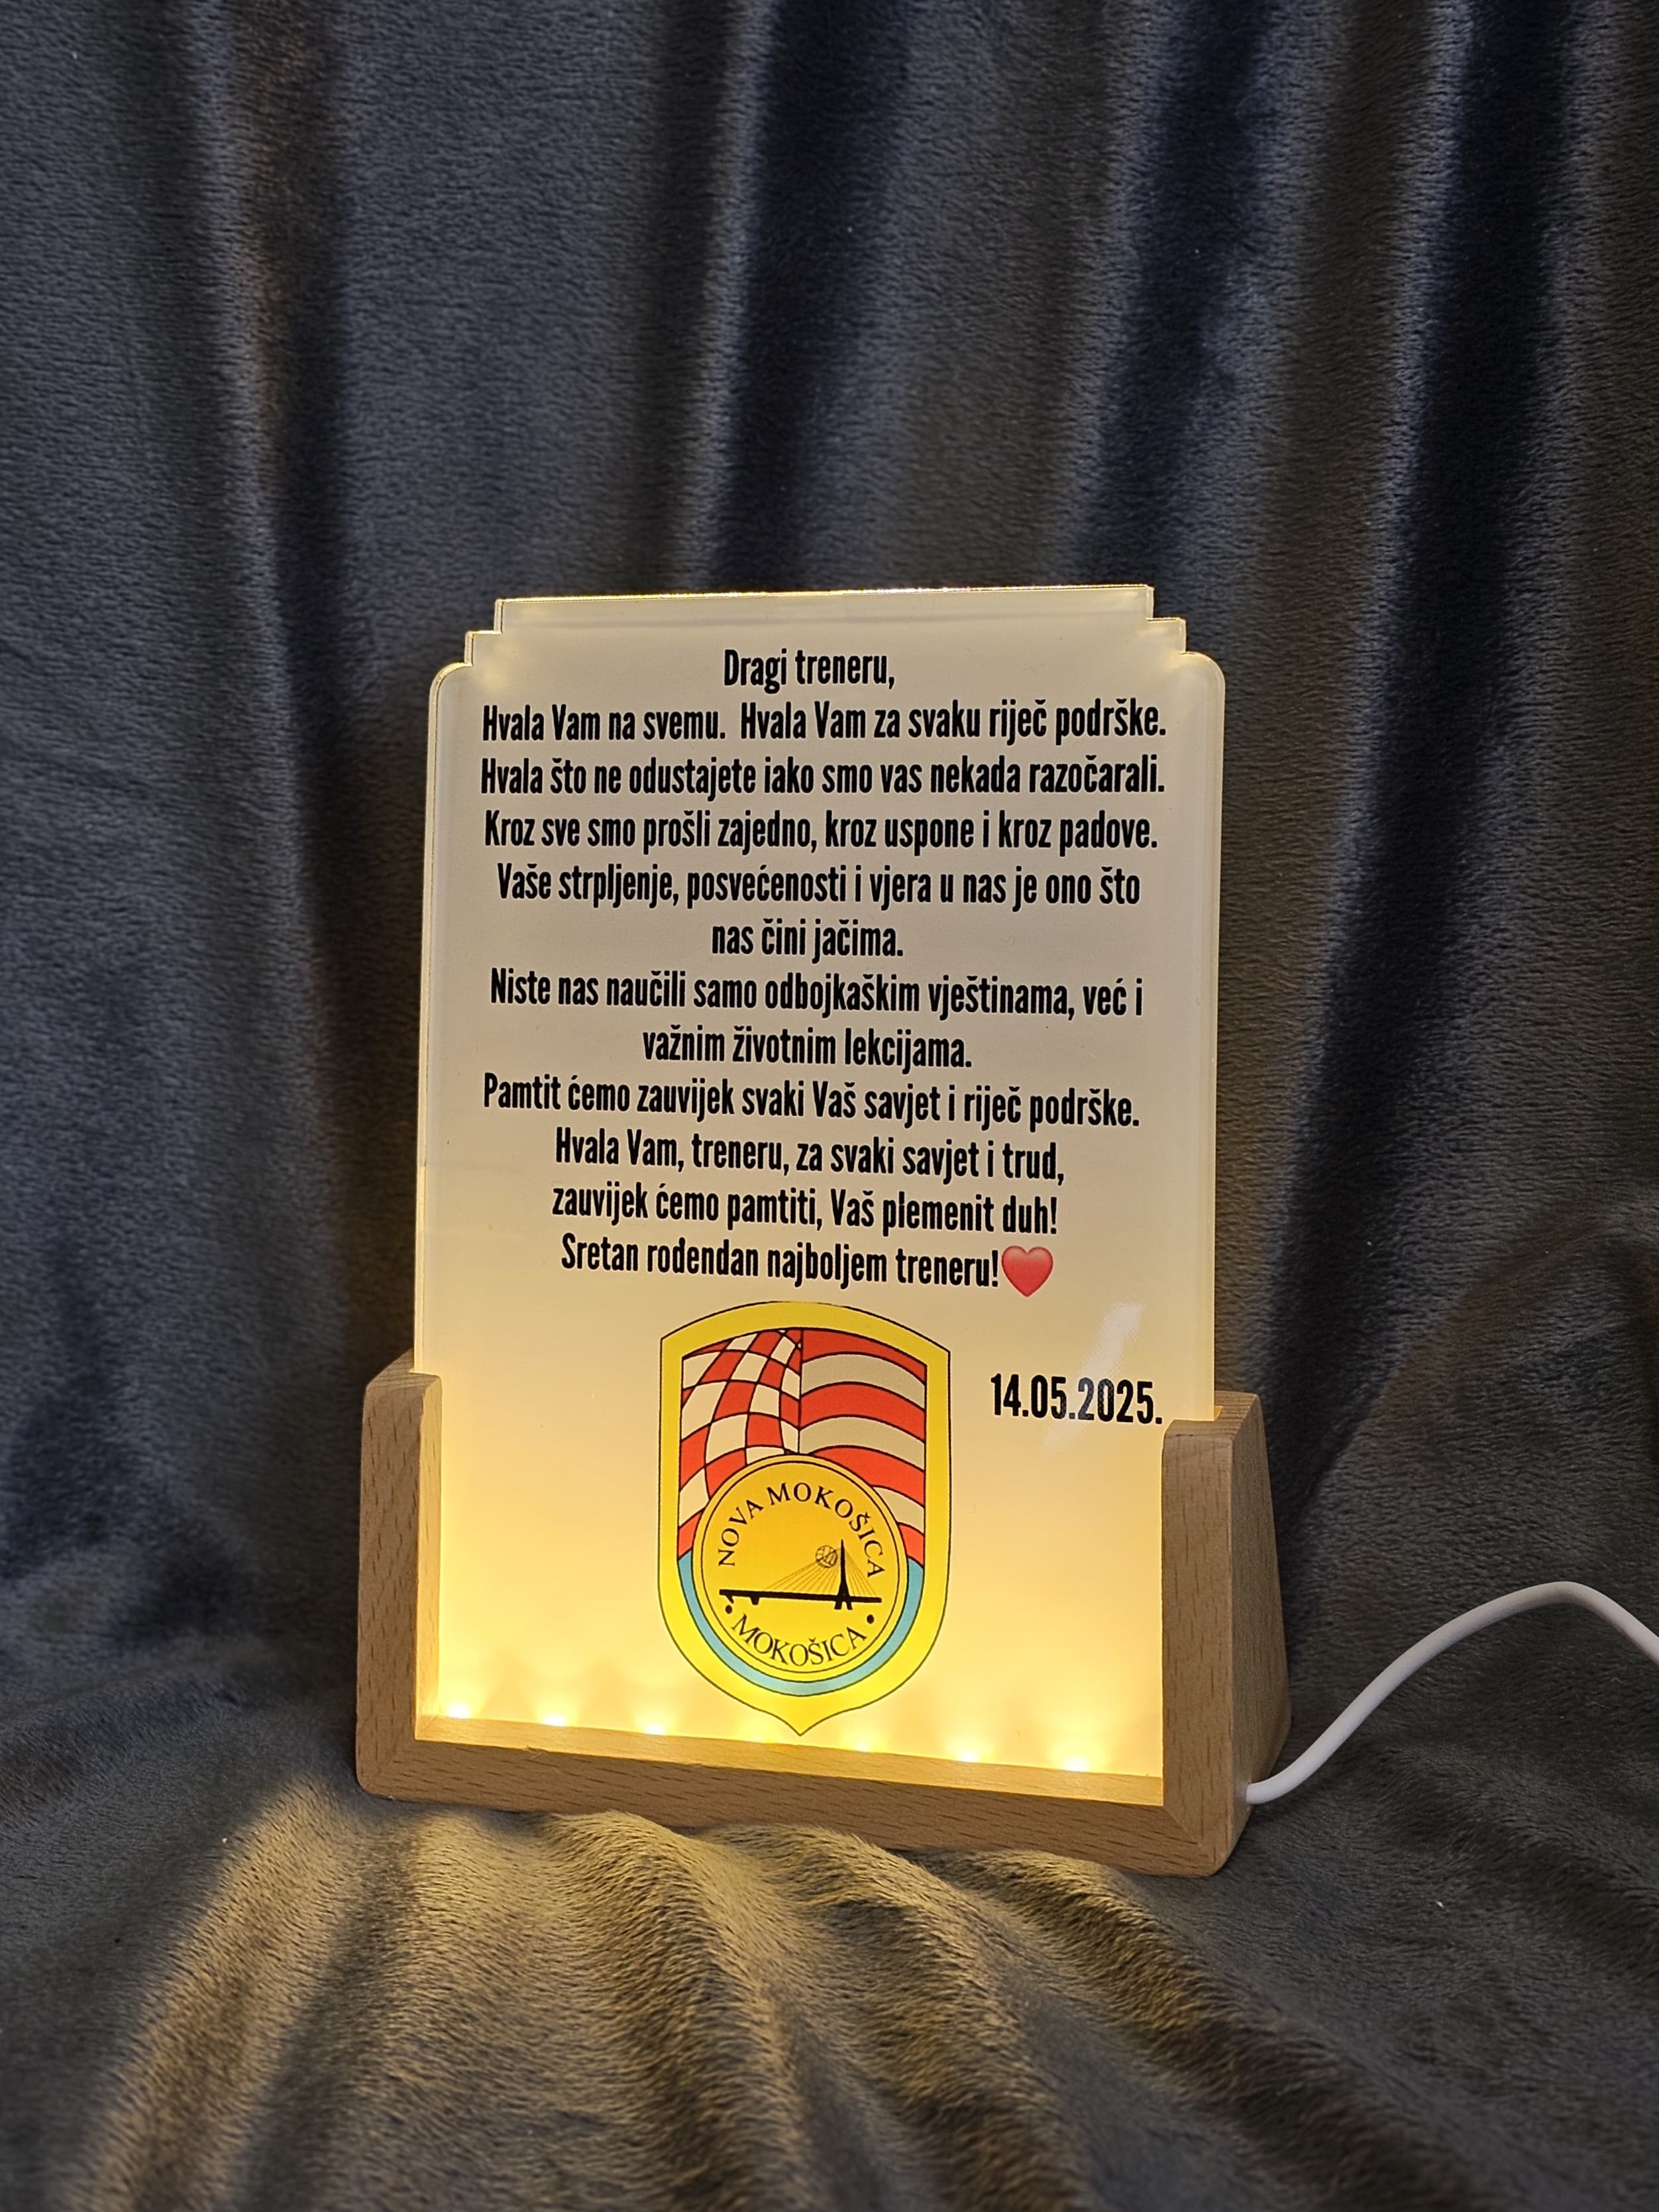 Dragi treneru,
Hvala Vam na svemu. Hvala Vam za svaku riječ podrške.
Hvala što ne odustajete iako smo vas nekada razočarali.
Kroz sve smo prošli zajedno, kroz uspone i kroz padove.
Vaše strpljenje, posvećenosti i vjera u nas je ono što
nas čini jačima.
Niste nas naučili samo odbojkaškim vještinama, već i
važnim životnim lekcijama.
Pamtit ćemo zauvijek svaki Vaš savjet i riječ podrške.
Hvala Vam, treneru, za svaki savjet i trud,
zauvijek ćemo pamtiti, Vaš plemenit duh!
Sretan rođendan najboljem treneru!❤️
14.05.2025.
NOVA MOKOŠICA
• MOKOŠICA •